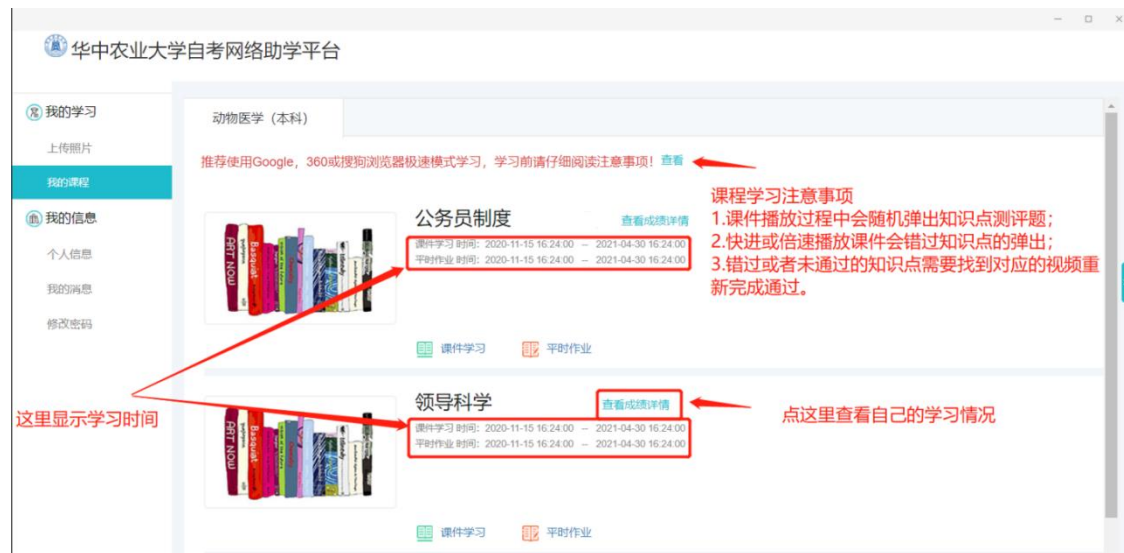 华中农业大学自考网络助学平台
我的学习
上传照片
我的课程
我的信息
个人信息
我的消息
修改密码
动物医学（本科）
推荐使用Google，360或搜狗浏览器极速模式学习，学习前请仔细阅读注意事项！查看
课程学习注意事项
1.课件播放过程中会随机弹出知识点测评题；
2.快进或倍速播放课件会错过知识点的弹出；
3.错过或者未通过的知识点需要找到对应的视频重
新完成通过。
公务员制度 查看成绩详情
课件学习 时间：2020-11-15 16:24:00 -- 2021-04-30 16:24:00
平时作业 时间：2020-11-15 16:24:00 -- 2021-04-30 16:24:00
ART NOW
Basquiat
课件学习 平时作业
这里显示学习时间
领导科学 查看成绩详情
点这里查看自己的学习情况
课件学习 时间：2020-11-15 16:24:00 -- 2021-04-30 16:24:00
平时作业 时间：2020-11-15 16:24:00 -- 2021-04-30 16:24:00
ART NOW
Basquiat
课件学习 平时作业